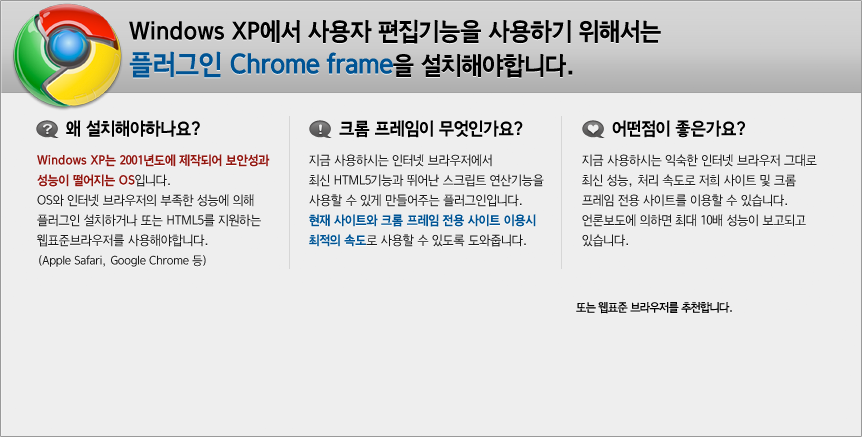 Windows XP에서 사용자 편집기능을 사용하기 위해서는
플러그인 Chrome frame을 설치해야합니다.
왜 설치해야하나요?
Windows XP는 2001년도에 제작되어 보안성과
성능이 떨어지는 OS입니다.
OS와 인터넷 브라우저의 부족한 성능에 의해
플러그인 설치하거나 또는 HTML5를 지원하는
웹표준브라우저를 사용해야합니다.
(Apple Safari, Google Chrome 등)
크롬 프레임이 무엇인가요?
지금 사용하시는 인터넷 브라우저에서
최신 HTML5기능과 뛰어난 스크립트 연산기능을
사용할 수 있게 만들어주는 플러그인입니다.
현재 사이트와 크롬 프레임 전용 사이트 이용시
최적의 속도로 사용할 수 있도록 도와줍니다.
어떤점이 좋은가요?
지금 사용하시는 익숙한 인터넷 브라우저 그대로
최신 성능, 처리 속도로 저희 사이트 및 크롬
프레임 전용 사이트를 이용할 수 있습니다.
언론보도에 의하면 최대 10배 성능이 보고되고
있습니다.
또는 웹표준 브라우저를 추천합니다.